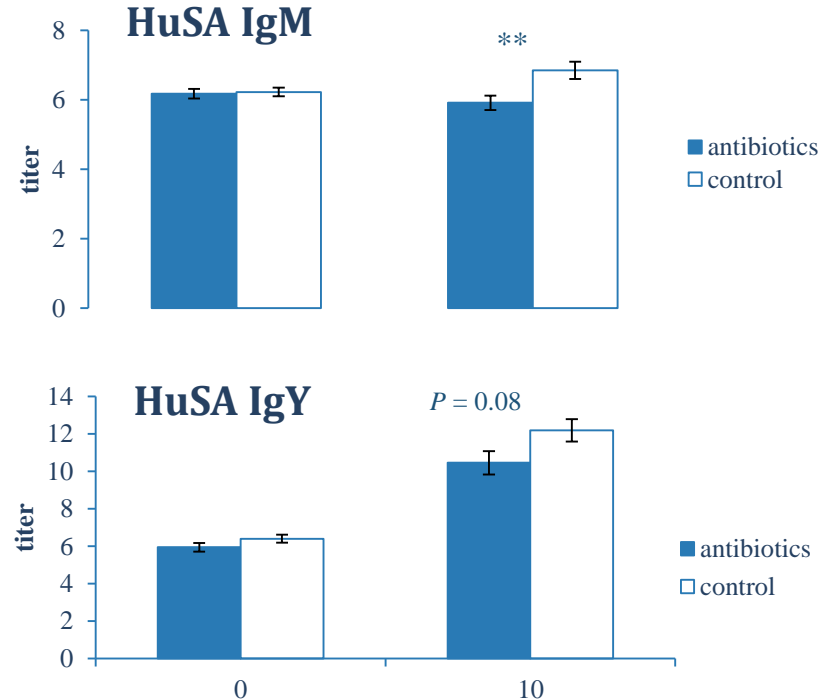 HuSA IgM
8
6
4
2
0
titer
**
antibiotics
control
HuSA IgY
14
12
10
8
6
4
2
0
titer
P = 0.08
antibiotics
control
0
10